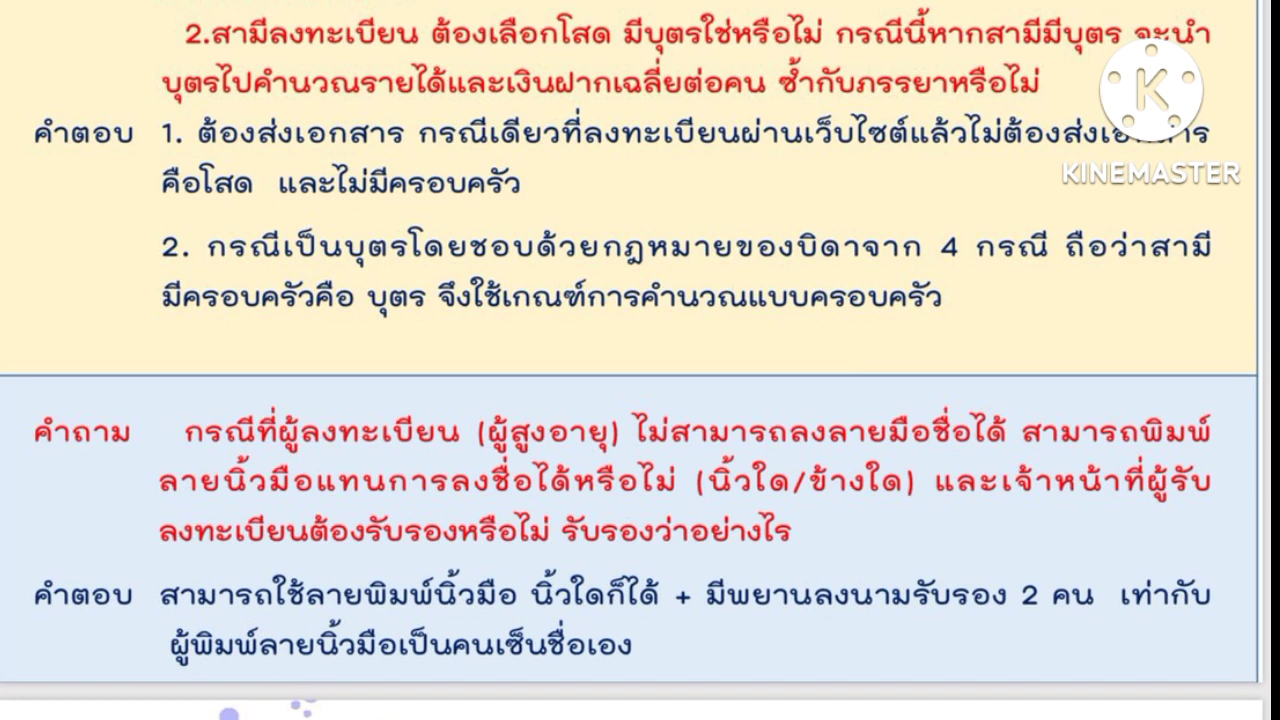 2.สามีลงทะเบียน ต้องเลือกโสด มีบุตรใช่หรือไม่ กรณีนี้หากสามีมีบุตร จะนำ
บุตรไปคำนวณรายได้และเงินฝากเฉลี่ยต่อคน ซ้ำกับภรรยาหรือไม่
คำตอบ 1. ต้องส่งเอกสาร กรณีเดียวที่ลงทะเบียนผ่านเว็บไซต์แล้วไม่ต้องส่งเอกสาร
คือโสด และไม่มีครอบครัว
K
KINEMASTER
2. กรณีเป็นบุตรโดยชอบด้วยกฎหมายของบิดาจาก 4 กรณี ถือว่าสามี
มีครอบครัวคือ บุตร จึงใช้เกณฑ์การคำนวณแบบครอบครัว
คำถาม กรณีที่ผู้ลงทะเบียน (ผู้สูงอายุ) ไม่สามารถลงลายมือชื่อได้ สามารถพิมพ์
ลายนิ้วมือแทนการลงชื่อได้หรือไม่ (นิ้วใด/ข้างใด) และเจ้าหน้าที่ผู้รับ
ลงทะเบียนต้องรับรองหรือไม่ รับรองว่าอย่างไร
คำตอบ สามารถใช้ลายพิมพ์นิ้วมือ นิ้วใดก็ได้ + มีพยานลงนามรับรอง 2 คน เท่ากับ
ผู้พิมพ์ลายนิ้วมือเป็นคนเซ็นชื่อเอง